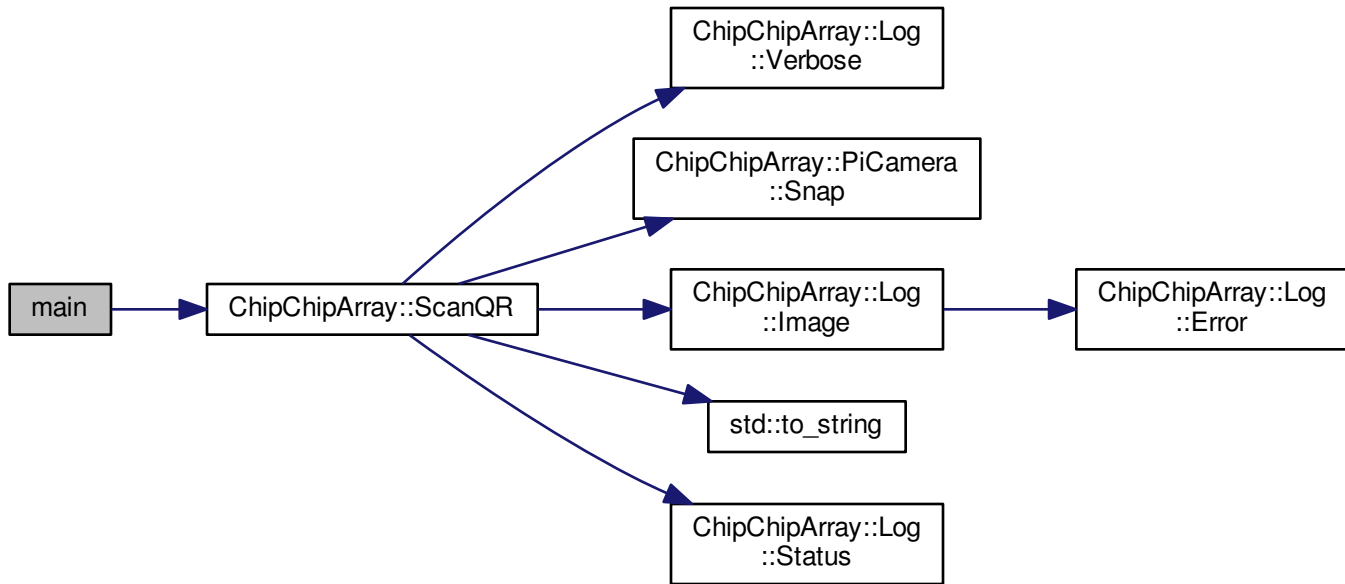 ChipChipArray::Log
::Verbose
ChipChipArray::PiCamera
::Snap
main
ChipChipArray::ScanQR
ChipChipArray::Log
::Image
ChipChipArray::Log
::Error
std::to_string
ChipChipArray::Log
::Status